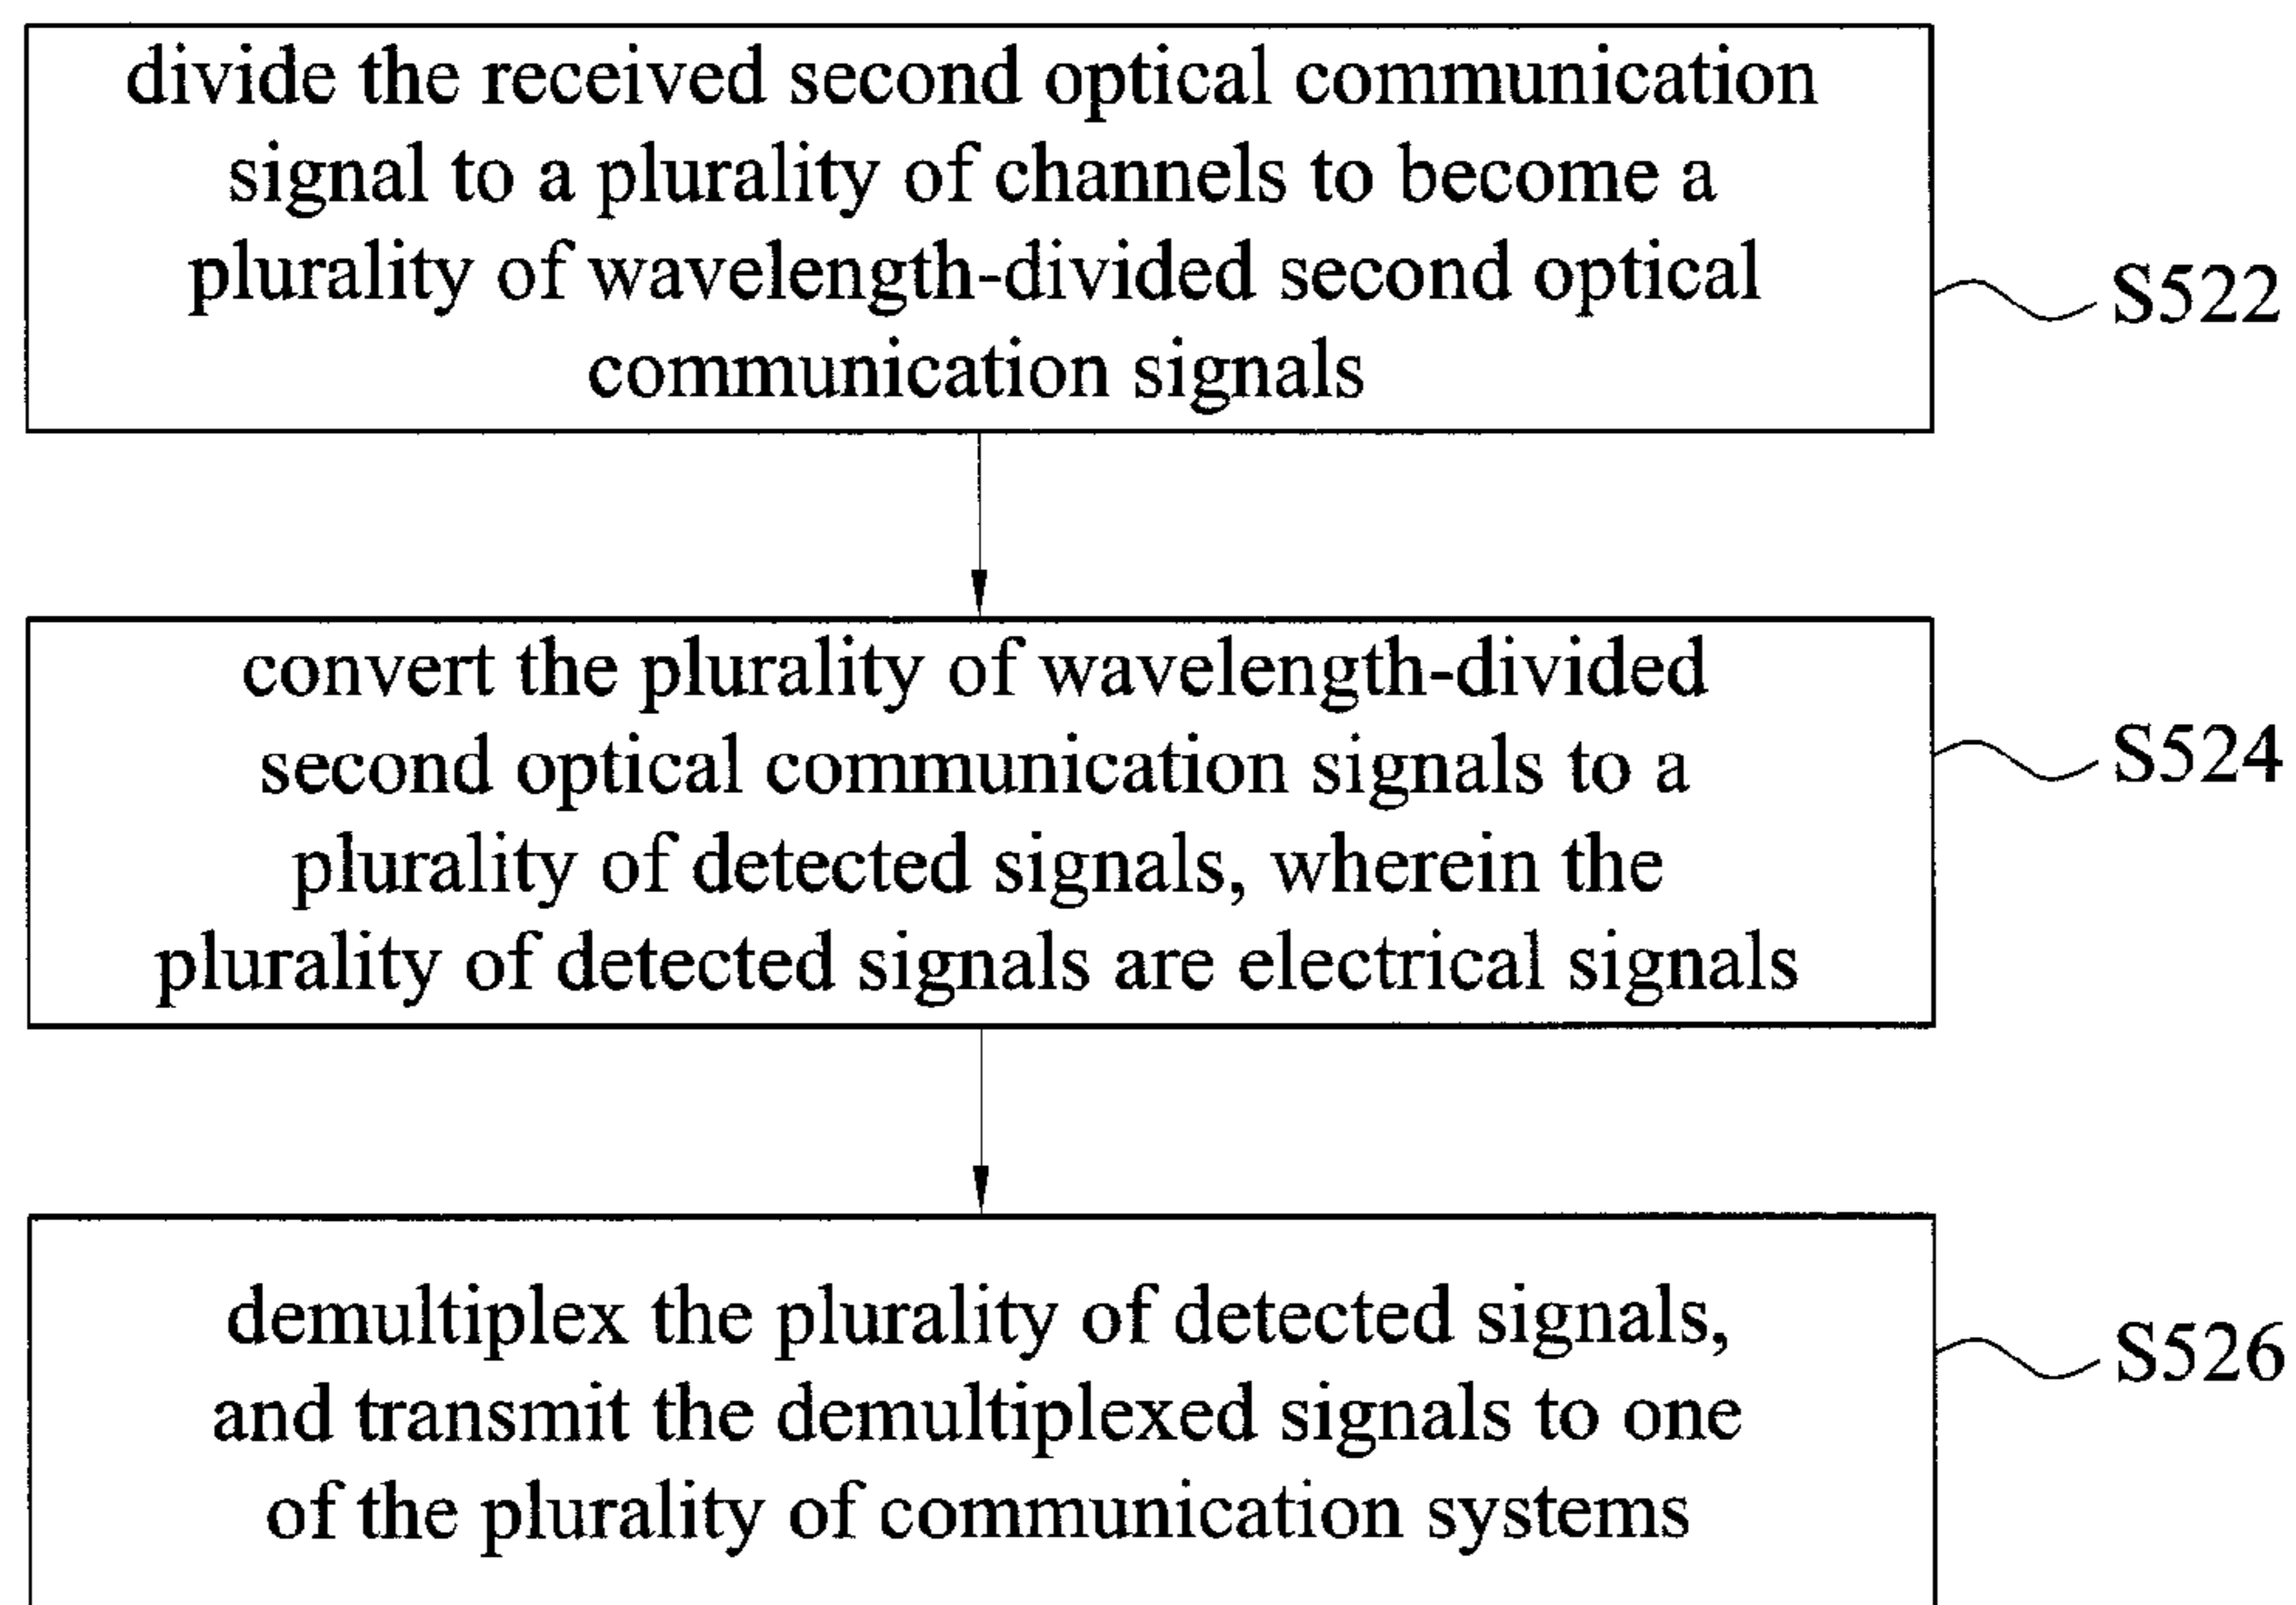 divide the received second optical communication
signal to a plurality of channels to become a
plurality of wavelength-divided second optical
communication signals
S522
convert the plurality of wavelength-divided
second optical communication signals to a
plurality of detected signals, wherein the
plurality of detected signals are electrical signals
S524
demultiplex the plurality of detected signals,
and transmit the demultiplexed signals to one
of the plurality of communication systems
S526